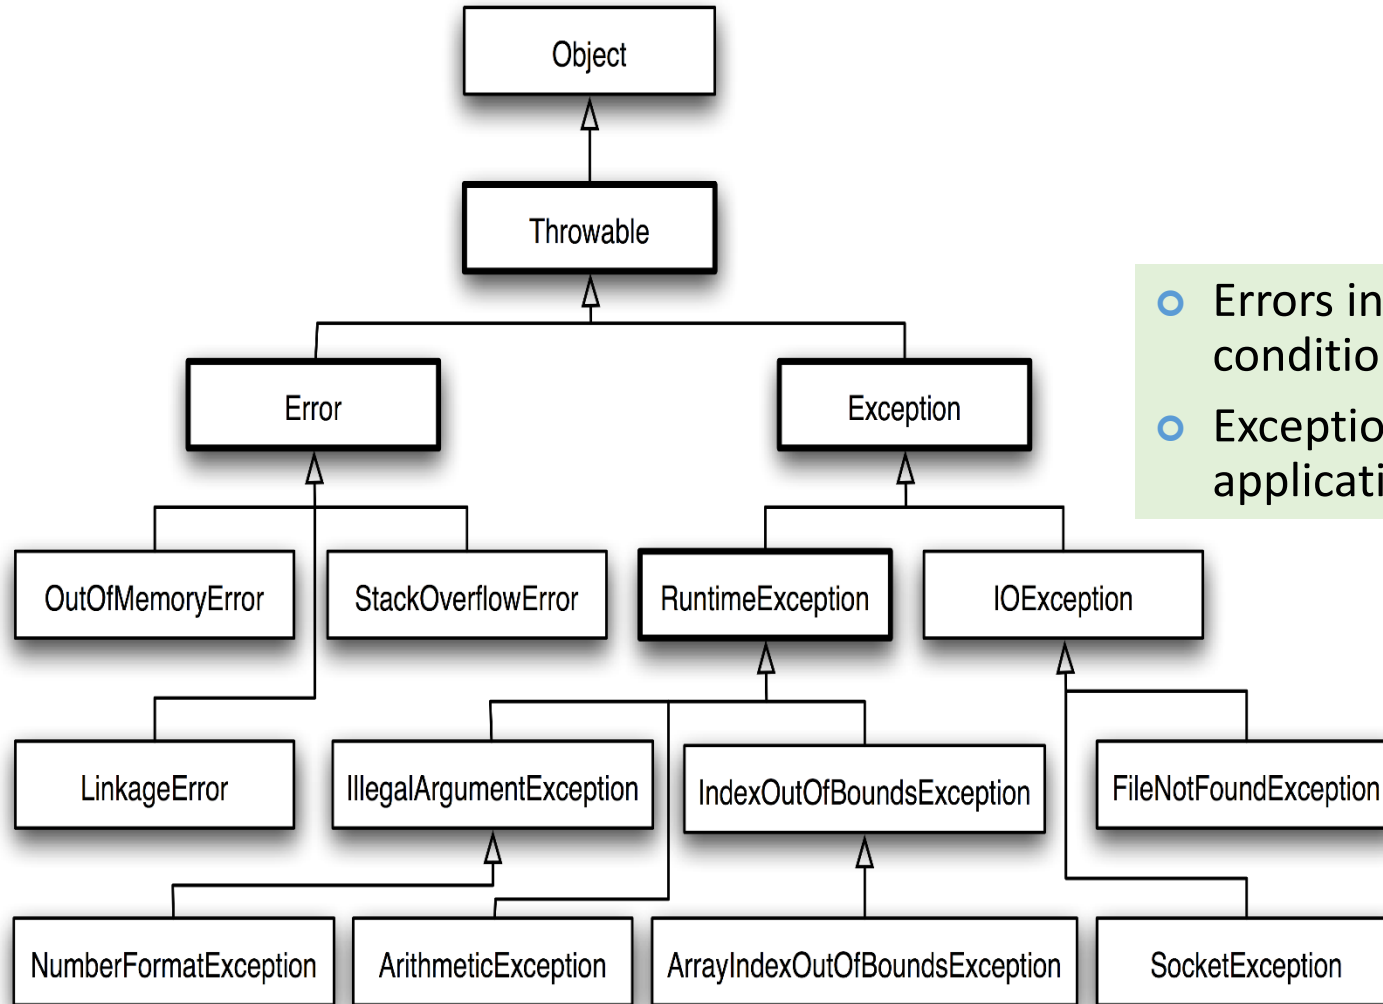 Object
Throwable
Errors in
conditio
Exceptio
applicati
Error
Exception
OutOfMemoryError
StackOverflowError
RuntimeException
IOException
LinkageError
IllegalArgumentException
IndexOutOfBoundsException
FileNotFoundException
NumberFormatException
ArithmeticException
ArrayIndexOutOfBoundsException
SocketException